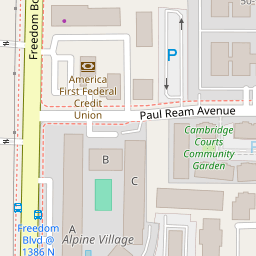 Freedom Bo
50-
P
America
First Federal
Credit
Union
Paul Ream Avenue
Cambridge
Courts
Community
Garden
B
C
A
Freedom
Blvd @
1386 N
Alpine Village